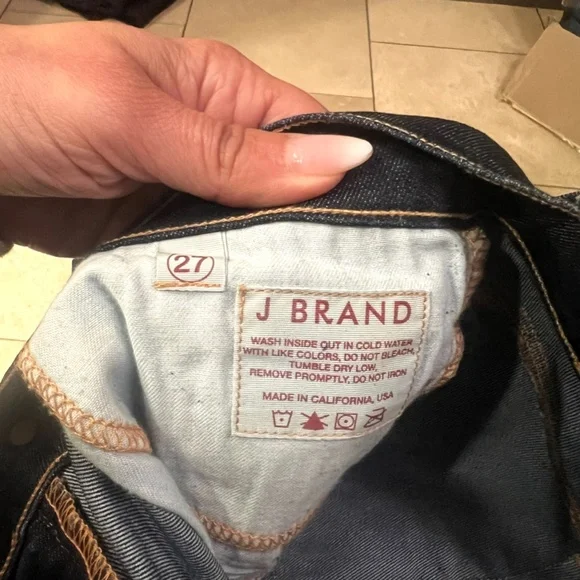 27
J BRAND
WASH INSIDE OUT IN COLD WATER
WITH LIKE COLORS, DO NOT BLEACH,
TUMBLE DRY LOW,
REMOVE PROMPTLY, DO NOT IRON
MADE IN CALIFORNIA, USA